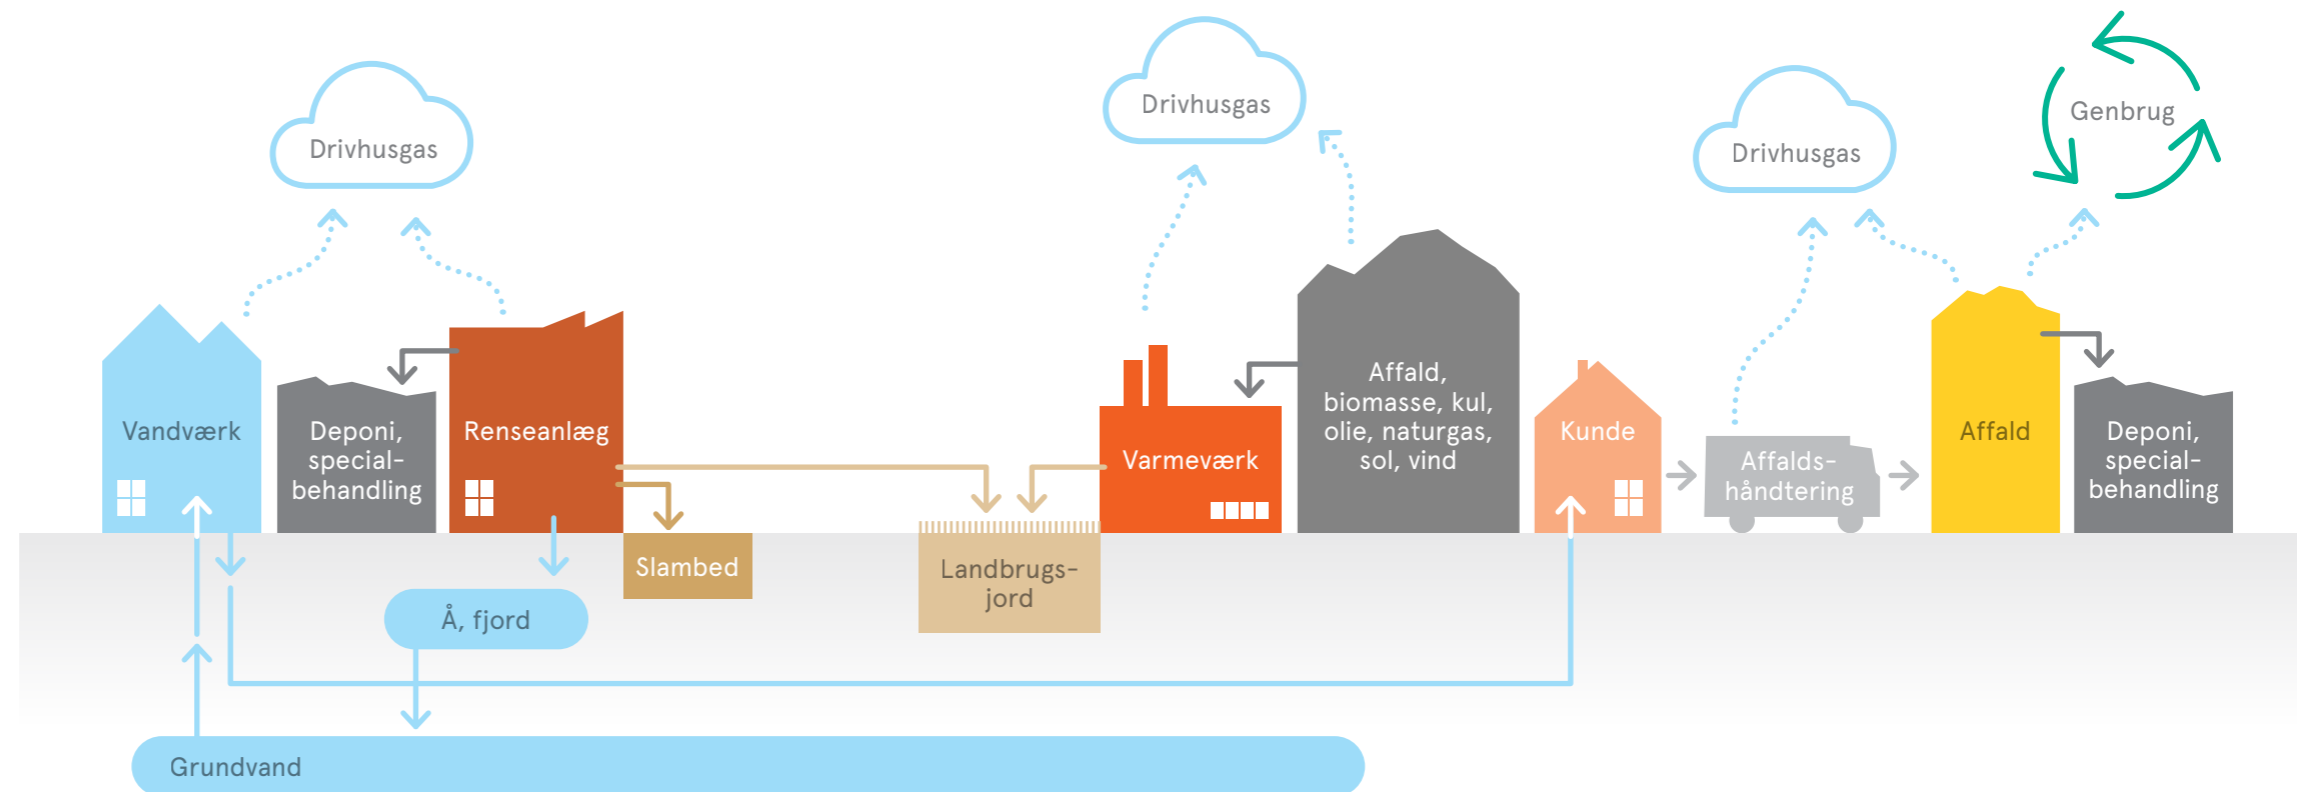 Drivhusgas
Drivhusgas
Drivhusgas
Genbrug
Vandværk
Deponi,
special-
behandling
Renseanlæg
Varmeværk
Affald,
biomasse, kul,
olie, naturgas,
sol, vind
Kunde
Affalds-
håndtering
Affald
Deponi,
special-
behandling
Slambed
Landbrugs-
jord
Å, fjord
Grundvand